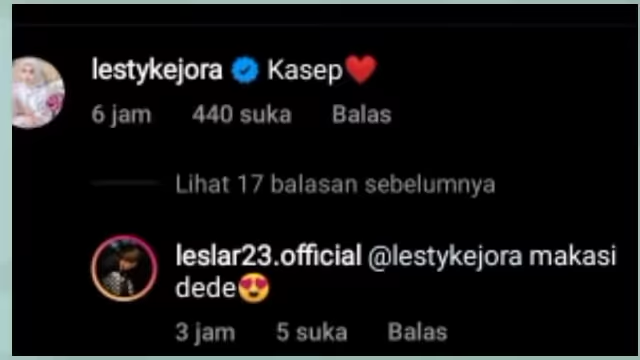 lestykejora Kasep❤️
6 jam 440 suka Balas
Lihat 17 balasan sebelumnya
leslar23.official @lestykejora makasi
dede😍
3 jam 5 suka Balas